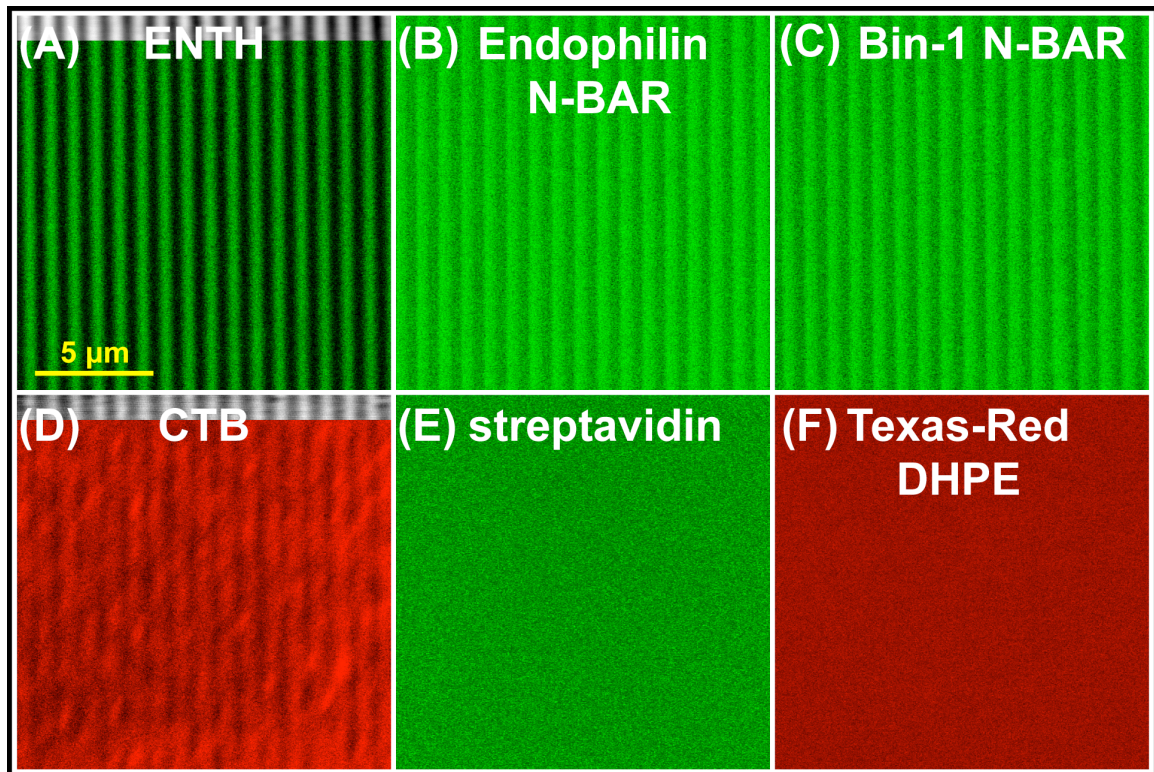 (A) ENTH
(B) Endophilin
N-BAR
(C) Bin-1 N-BAR
5 µm
(D) CTB
(E) streptavidin
(F) Texas-Red
DHPE